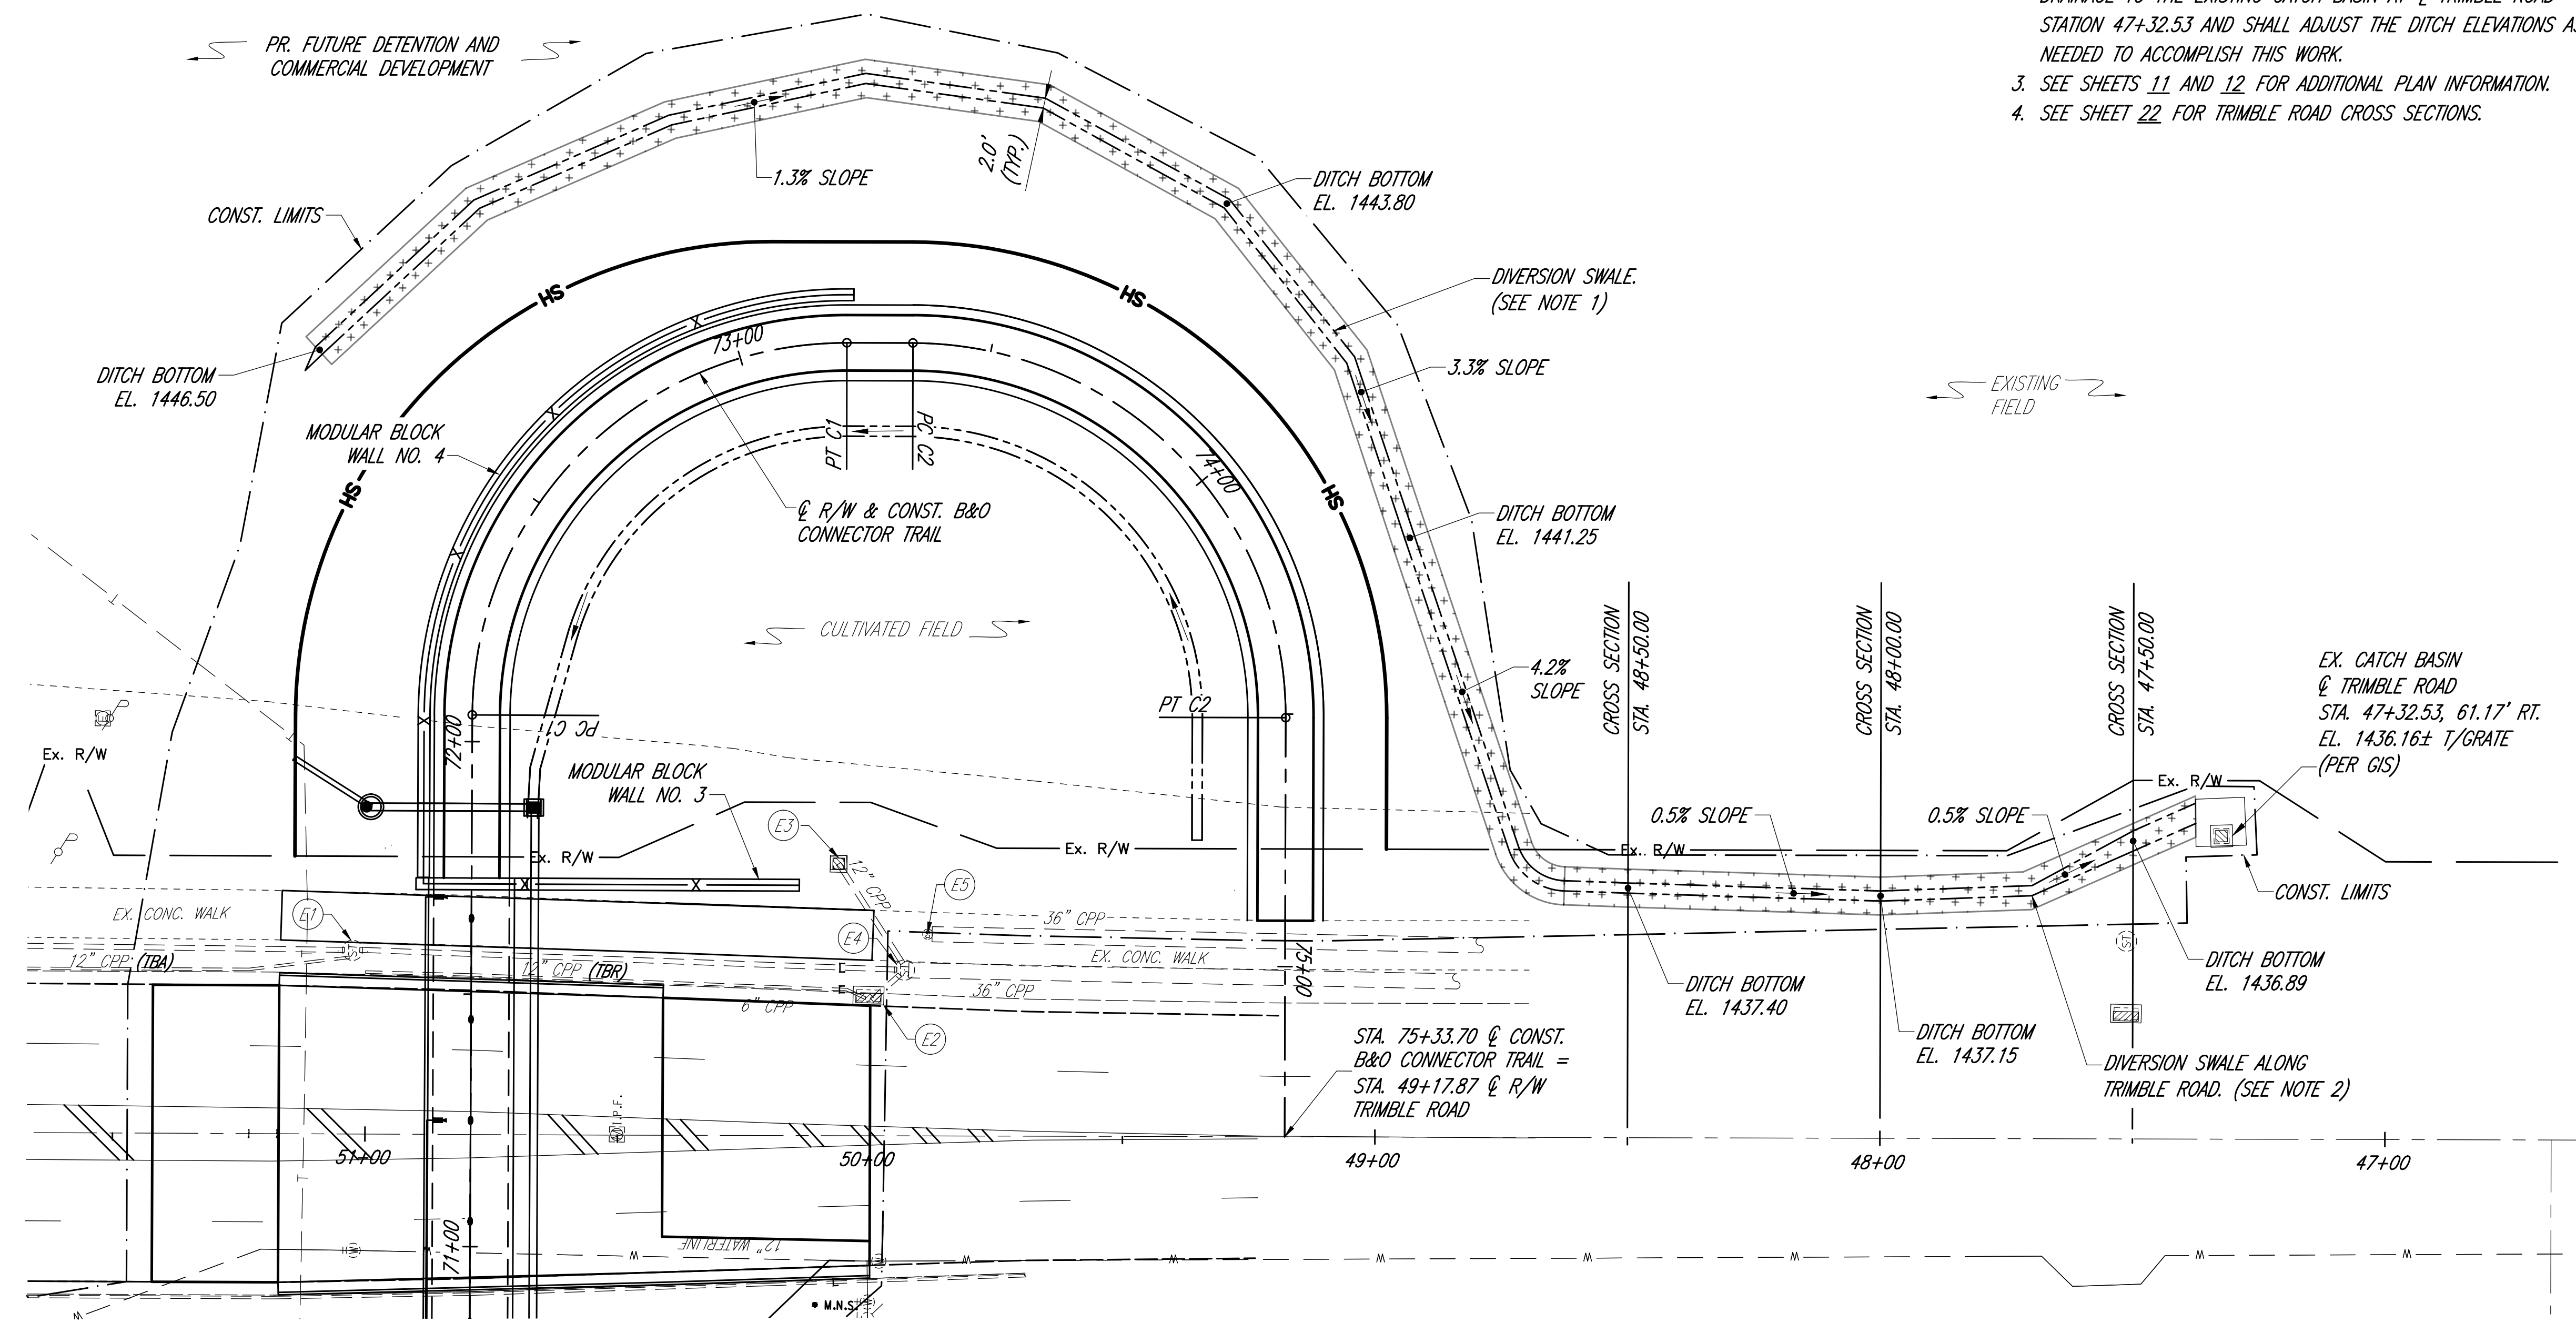 DRAINAGE TO THE EXISTING CATCH BASIN AT ℄ TRIMBLE ROAD
STATION 47+32.53 AND SHALL ADJUST THE DITCH ELEVATIONS AS
NEEDED TO ACCOMPLISH THIS WORK.
3. SEE SHEETS 11 AND 12 FOR ADDITIONAL PLAN INFORMATION.
4. SEE SHEET 22 FOR TRIMBLE ROAD CROSS SECTIONS.
PR. FUTURE DETENTION AND
COMMERCIAL DEVELOPMENT
1.3% SLOPE
2.0'
(TYP.)
DITCH BOTTOM
EL. 1443.80
CONST. LIMITS
DIVERSION SWALE.
(SEE NOTE 1)
HS
HS
73+00
3.3% SLOPE
DITCH BOTTOM
EL. 1446.50
EXISTING
FIELD
MODULAR BLOCK
WALL NO. 4
PT C1
PC C2
74+00
HS
HS
℄ R/W & CONST. B&O
CONNECTOR TRAIL
DITCH BOTTOM
EL. 1441.25
CULTIVATED FIELD
4.2%
SLOPE
CROSS SECTION
STA. 48+50.00
CROSS SECTION
STA. 48+00.00
CROSS SECTION
STA. 47+50.00
EX. CATCH BASIN
℄ TRIMBLE ROAD
STA. 47+32.53, 61.17' RT.
EL. 1436.16± T/GRATE
(PER GIS)
PT C2
PC C1
72+00
E
Ex. R/W
MODULAR BLOCK
WALL NO. 3
Ex. R/W
0.5% SLOPE
0.5% SLOPE
E3
Ex. R/W
Ex. R/W
Ex. R/W
12" CPP
E5
CONST. LIMITS
EX. CONC. WALK
E1
36" CPP
E4
ST
ST
ST
12" CPP (TBA)
12" CPP (TBR)
EX. CONC. WALK
75+00
DITCH BOTTOM
EL. 1436.89
6" CPP
36" CPP
DITCH BOTTOM
EL. 1437.40
E2
STA. 75+33.70 ℄ CONST.
B&O CONNECTOR TRAIL =
STA. 49+17.87 ℄ R/W
TRIMBLE ROAD
DITCH BOTTOM
EL. 1437.15
DIVERSION SWALE ALONG
TRIMBLE ROAD. (SEE NOTE 2)
I.P.F.
51+00
50+00
49+00
48+00
47+00
T
71+00
12" WATERLINE
W
W
W
W
W
W
W
W
W
W
W
W
M.N.S.
W